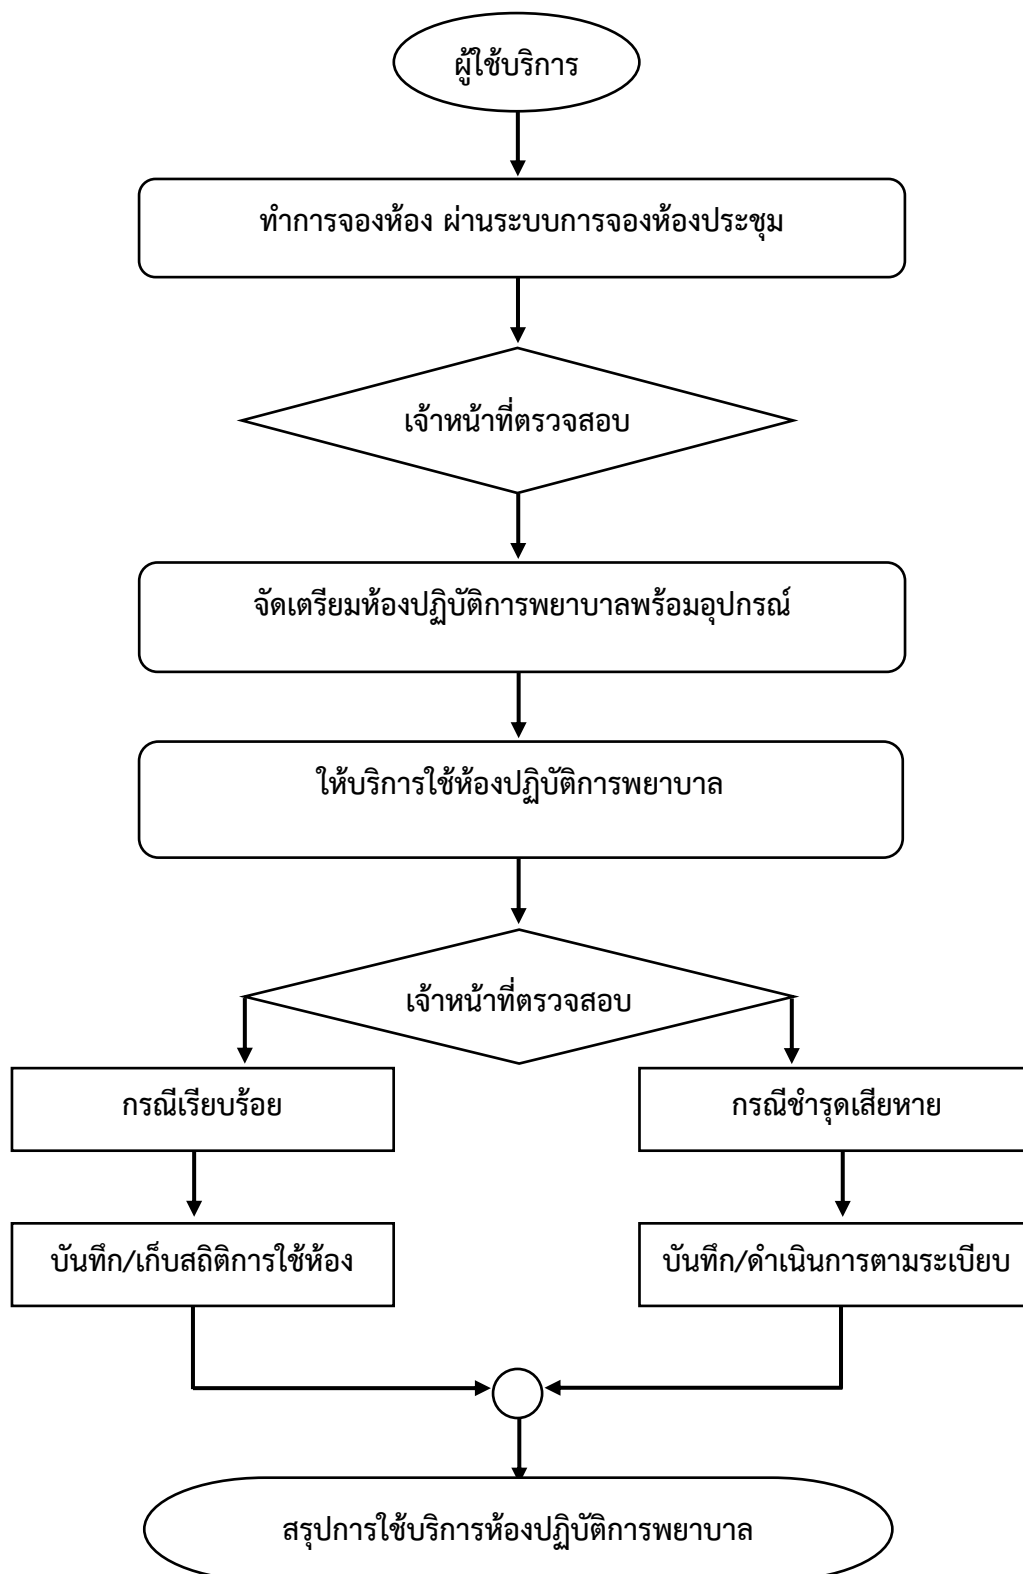 ผู้ใช้บริการ
ทำการจองห้อง ผ่านระบบการจองห้องประชุม
เจ้าหน้าที่ตรวจสอบ
จัดเตรียมห้องปฏิบัติการพยาบาลพร้อมอุปกรณ์
ให้บริการใช้ห้องปฏิบัติการพยาบาล
เจ้าหน้าที่ตรวจสอบ
กรณีเรียบร้อย
กรณีชำรุดเสียหาย
บันทึก/เก็บสถิติการใช้ห้อง
บันทึก/ดำเนินการตามระเบียบ
สรุปการใช้บริการห้องปฏิบัติการพยาบาล